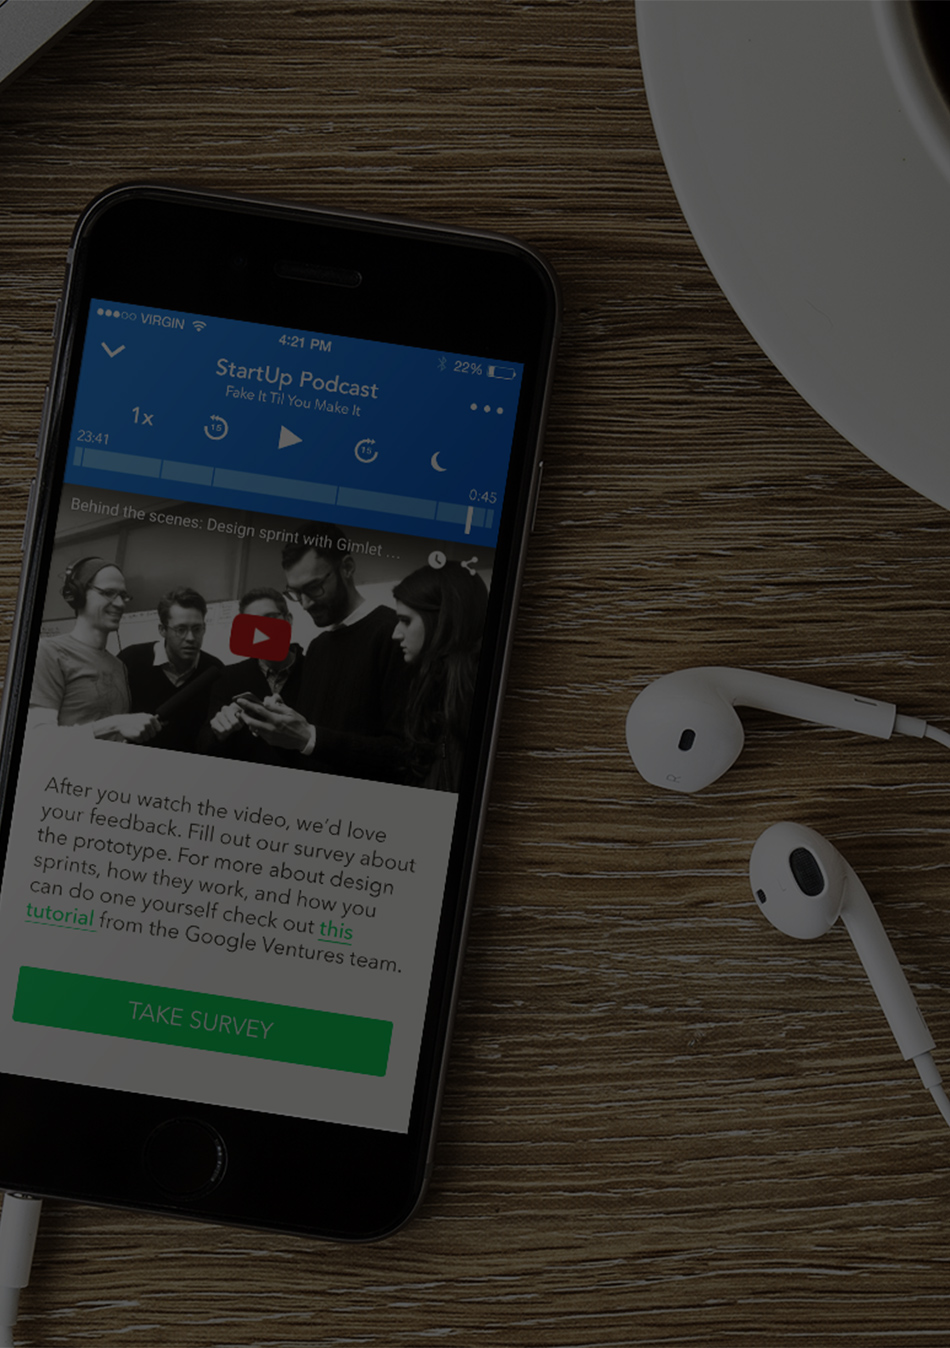 VIRGIN
4:21 PM
22%
StartUp Podcast
Fake It Til You Make It
1x
15
15
23:41
0:45
Behind the scenes: Design sprint with Gimlet ...
After you watch the video, we'd love
your feedback. Fill out our survey about
the prototype. For more about design
sprints, how they work, and how you
can do one yourself check out this
tutorial from the Google Ventures team.
TAKE SURVEY
R